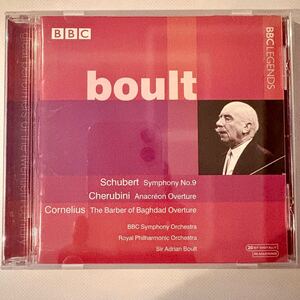 BBC
BBC LEGENDS
boult
Schubert Symphony No.9
Cherubini Anacréon Overture
Cornelius The Barber of Baghdad Overture
BBC Symphony Orchestra
Royal Philharmonic Orchestra
Sir Adrian Boult